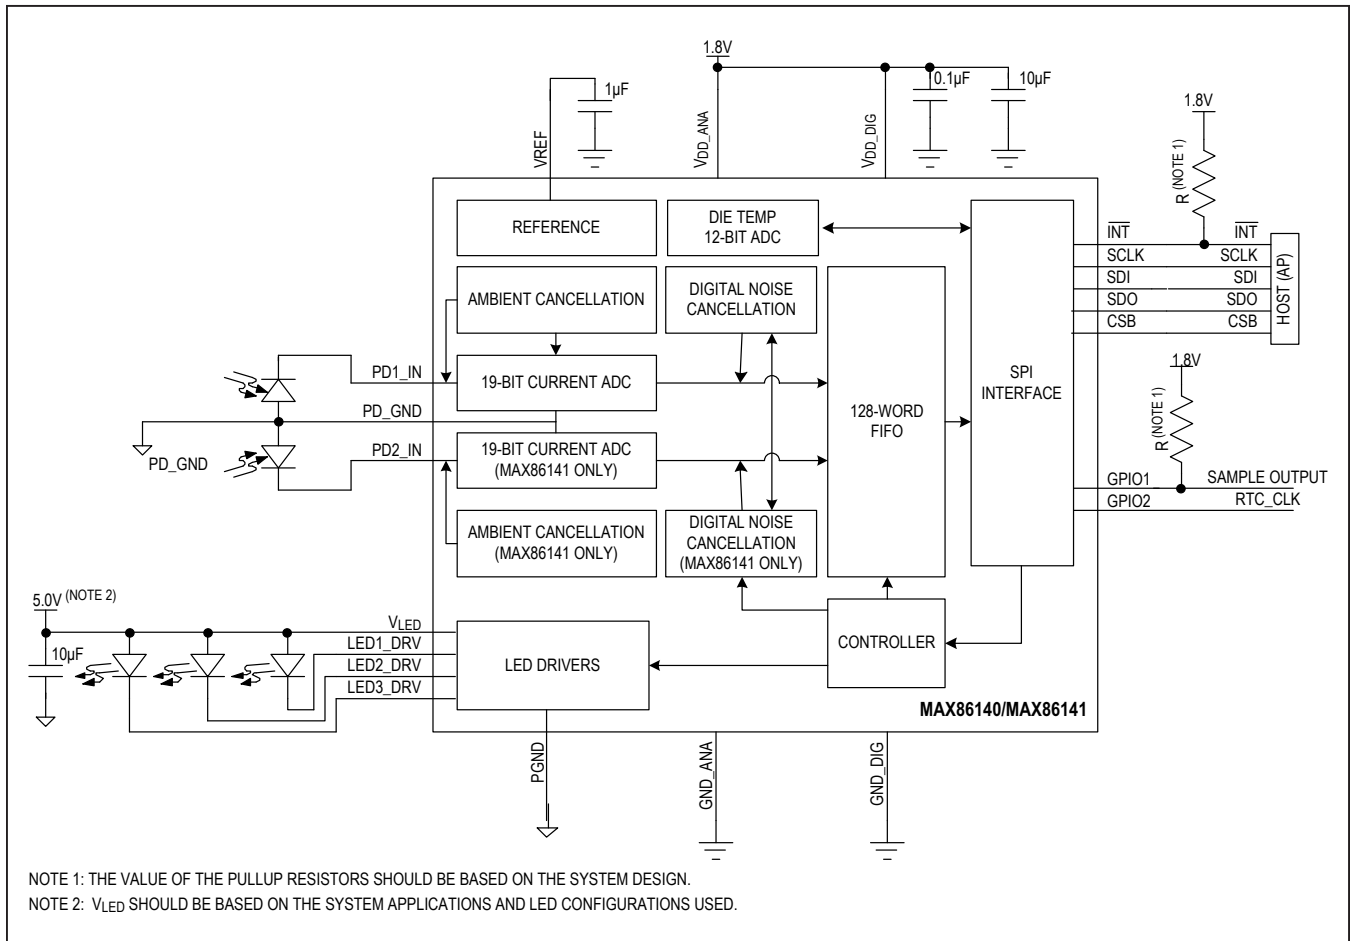 1.8V
1µF
0.1µF
10µF
1.8V
VREF
VDD_ANA
VDD_DIG
R (NOTE 1)
REFERENCE
DIE TEMP
12-BIT ADC
INT
INT
SCLK
SCLK
SDI
SDI
SDO
SDO
CSB
CSB
HOST (AP)
AMBIENT CANCELLATION
DIGITAL NOISE
CANCELLATION
PD1_IN
19-BIT CURRENT ADC
SPI
INTERFACE
1.8V
R (NOTE 1)
PD_GND
128-WORD
FIFO
PD_GND
PD2_IN
19-BIT CURRENT ADC
(MAX86141 ONLY)
GPIO1
SAMPLE OUTPUT
GPIO2
RTC_CLK
AMBIENT CANCELLATION
(MAX86141 ONLY)
DIGITAL NOISE
CANCELLATION
(MAX86141 ONLY)
5.0V (NOTE 2)
10µF
VLED
LED1_DRV
LED2_DRV
LED3_DRV
LED DRIVERS
CONTROLLER
MAX86140/MAX86141
PGND
GND_ANA
GND_DIG
NOTE 1: THE VALUE OF THE PULLUP RESISTORS SHOULD BE BASED ON THE SYSTEM DESIGN.
NOTE 2: VLED SHOULD BE BASED ON THE SYSTEM APPLICATIONS AND LED CONFIGURATIONS USED.